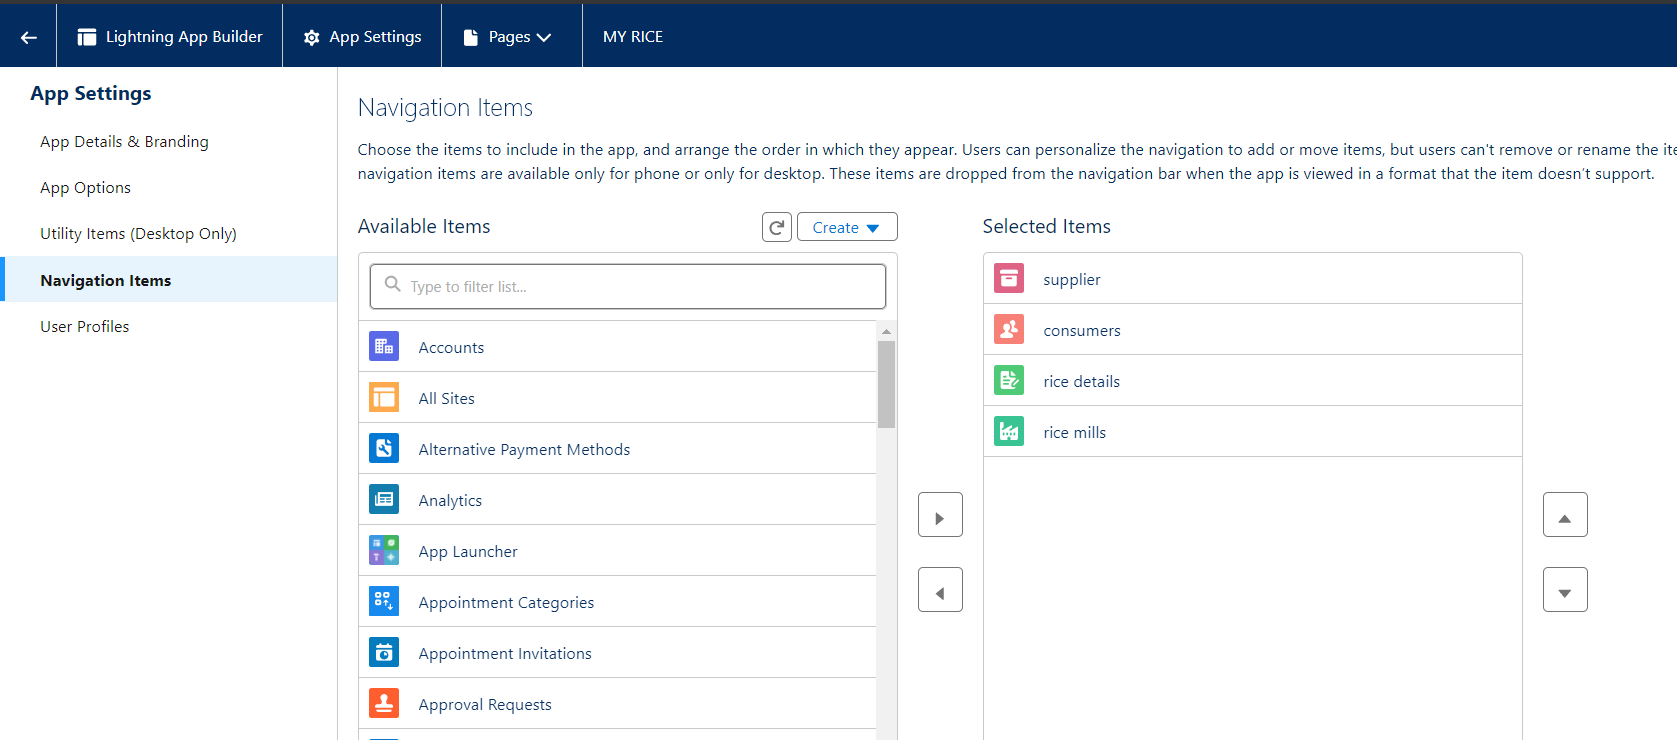 Lightning App Builder
App Settings
Pages
MY RICE
App Settings
App Details & Branding
App Options
Utility Items (Desktop Only)
Navigation Items
User Profiles
Navigation Items
Choose the items to include in the app, and arrange the order in which they appear. Users can personalize the navigation to add or move items, but users can't remove or rename the
navigation items are available only for phone or only for desktop. These items are dropped from the navigation bar when the app is viewed in a format that the item doesn't support.
Available Items
Create
Type to filter list...
Accounts
All Sites
Alternative Payment Methods
Analytics
App Launcher
Appointment Categories
Appointment Invitations
Approval Requests
Selected Items
supplier
consumers
rice details
rice mills